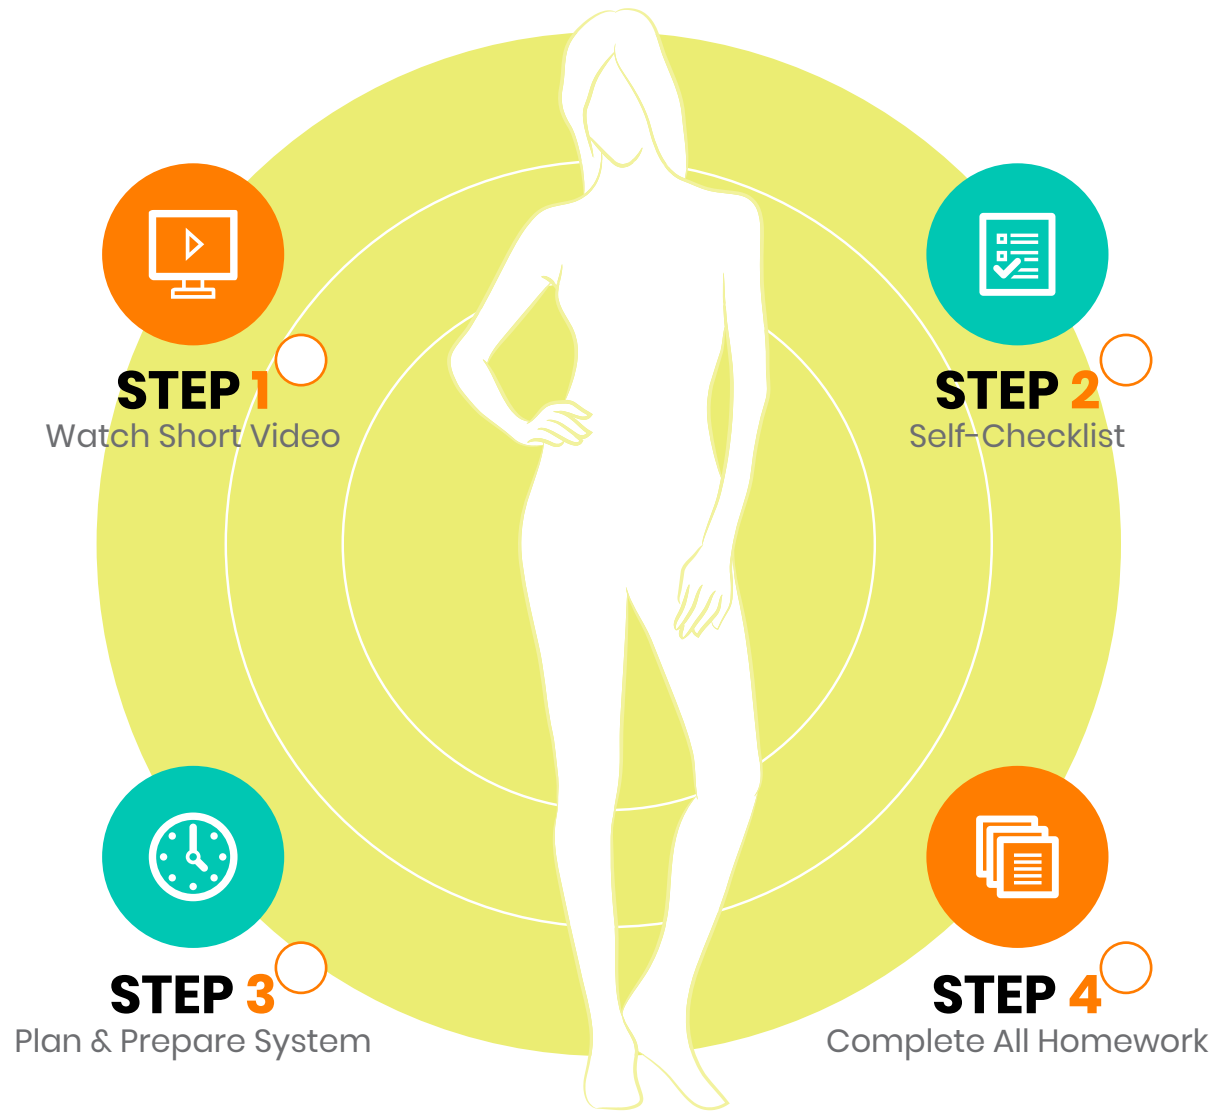 STEP 1
Watch Short Video
STEP 2
Self-Checklist
STEP 3
Plan & Prepare System
STEP 4
Complete All Homework